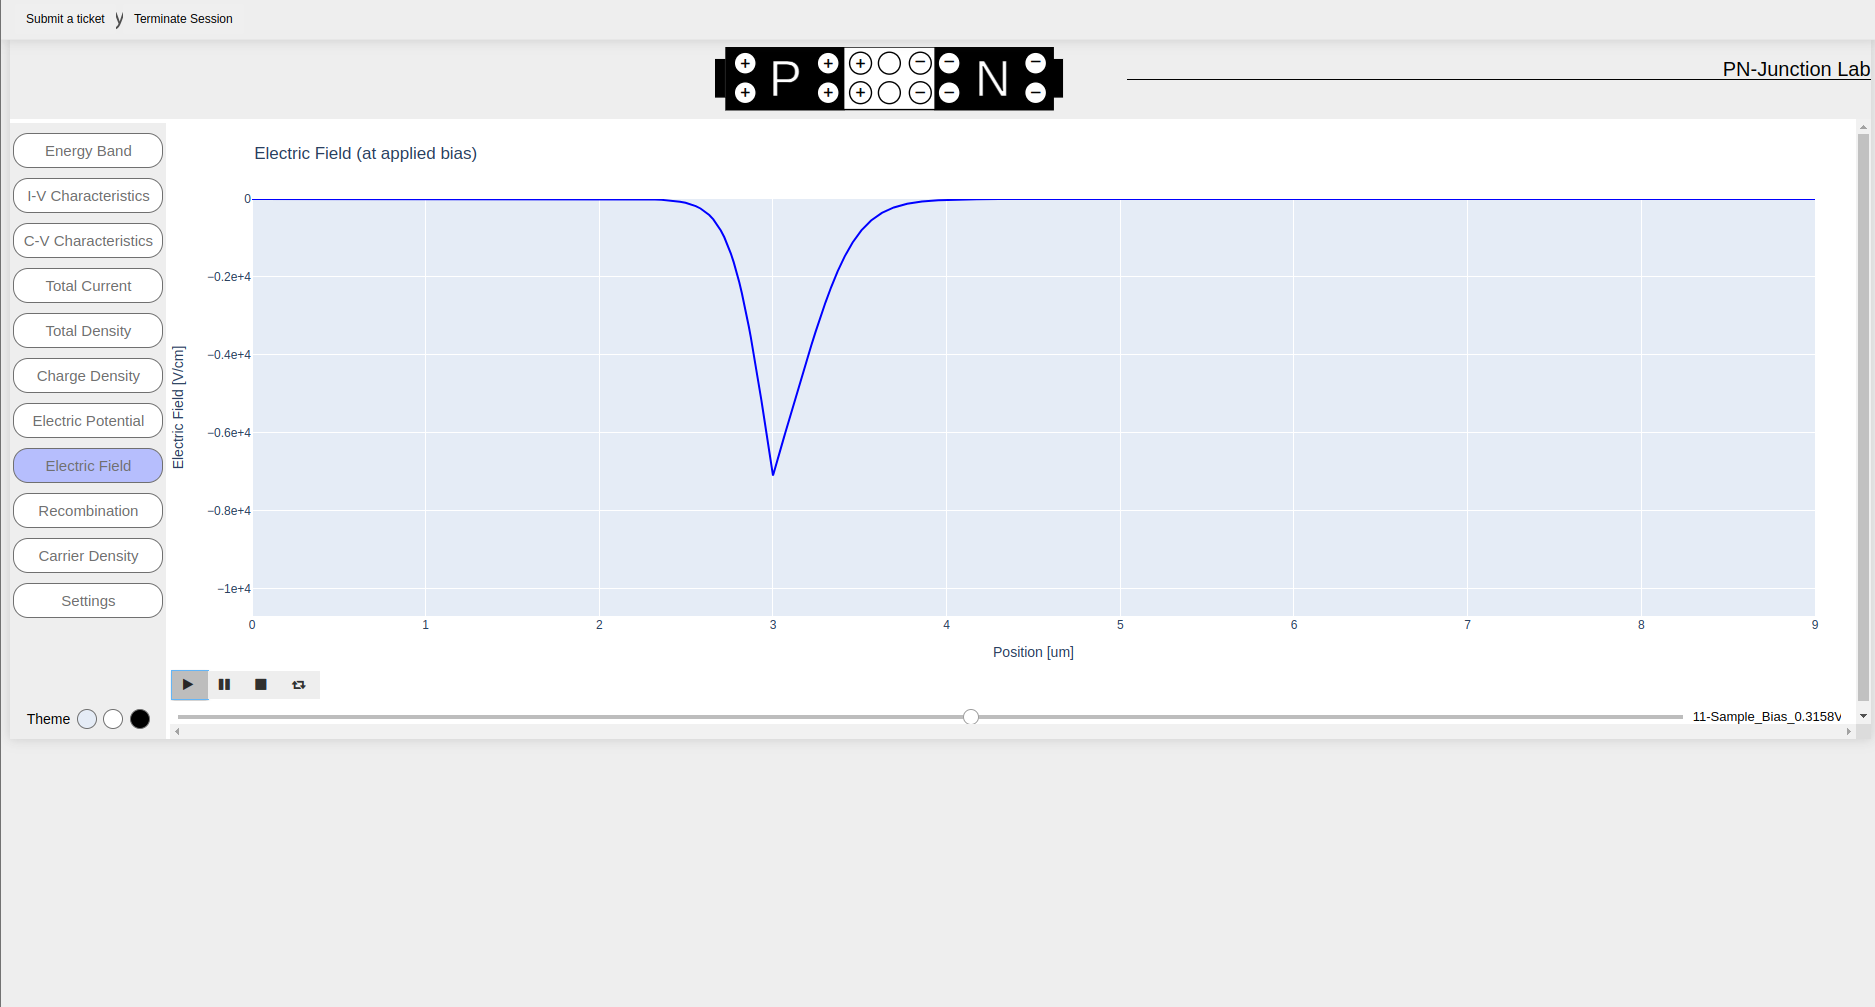 Submit a ticket Terminate Session
+ P + + − − N −
+ + + − − −
PN-Junction Lab
Energy Band
I-V Characteristics
C-V Characteristics
Total Current
Total Density
Charge Density
Electric Potential
Electric Field
Recombination
Carrier Density
Settings
Theme
Electric Field (at applied bias)
0
−0.2e+4
−0.4e+4
−0.6e+4
−0.8e+4
−1e+4
Electric Field [V/cm]
0 1 2 3 4 5 6 7 8 9
Position [um]
11-Sample_Bias_0.3158V